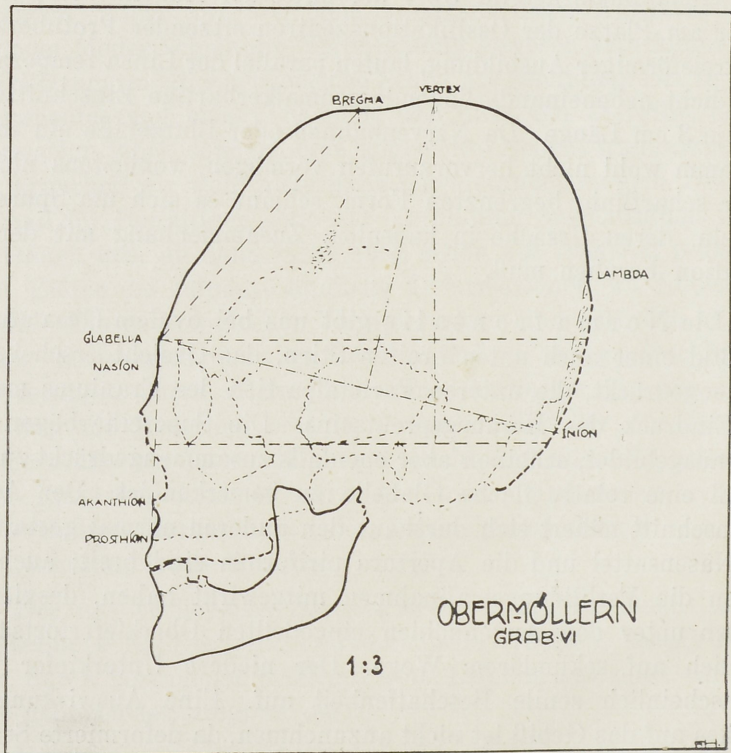 BREGMA
VERTEX
LAMBDA
GLABELLA
NASION
INION
AKANTHION
PROSTHION
OBERMÖLLERN
GRAB·VI
1:3